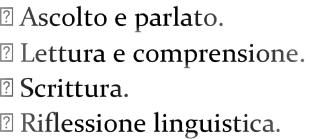 ⍰ Ascolto e parlato.
⍰ Lettura e comprensione.
⍰ Scrittura.
⍰ Riflessione linguistica.